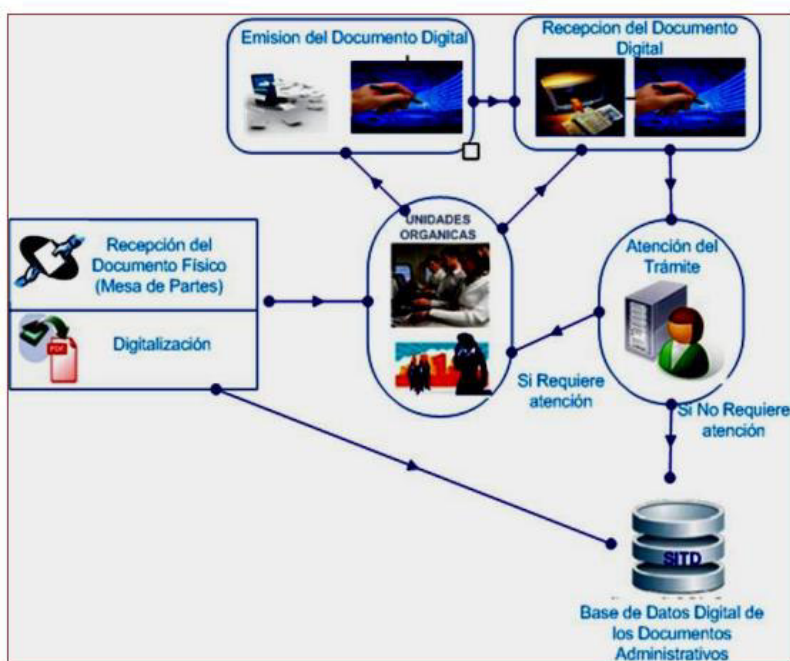 Emision del Documento Digital
Recepcion del Documento
Digital
UNIDADES
ORGANICAS
Recepción del
Documento Físico
(Mesa de Partes)
PDF
Digitalización
Atención del
Trámite
Si Requiere
atención
Si No Requiere
atención
SITD
Base de Datos Digital de
los Documentos
Administrativos